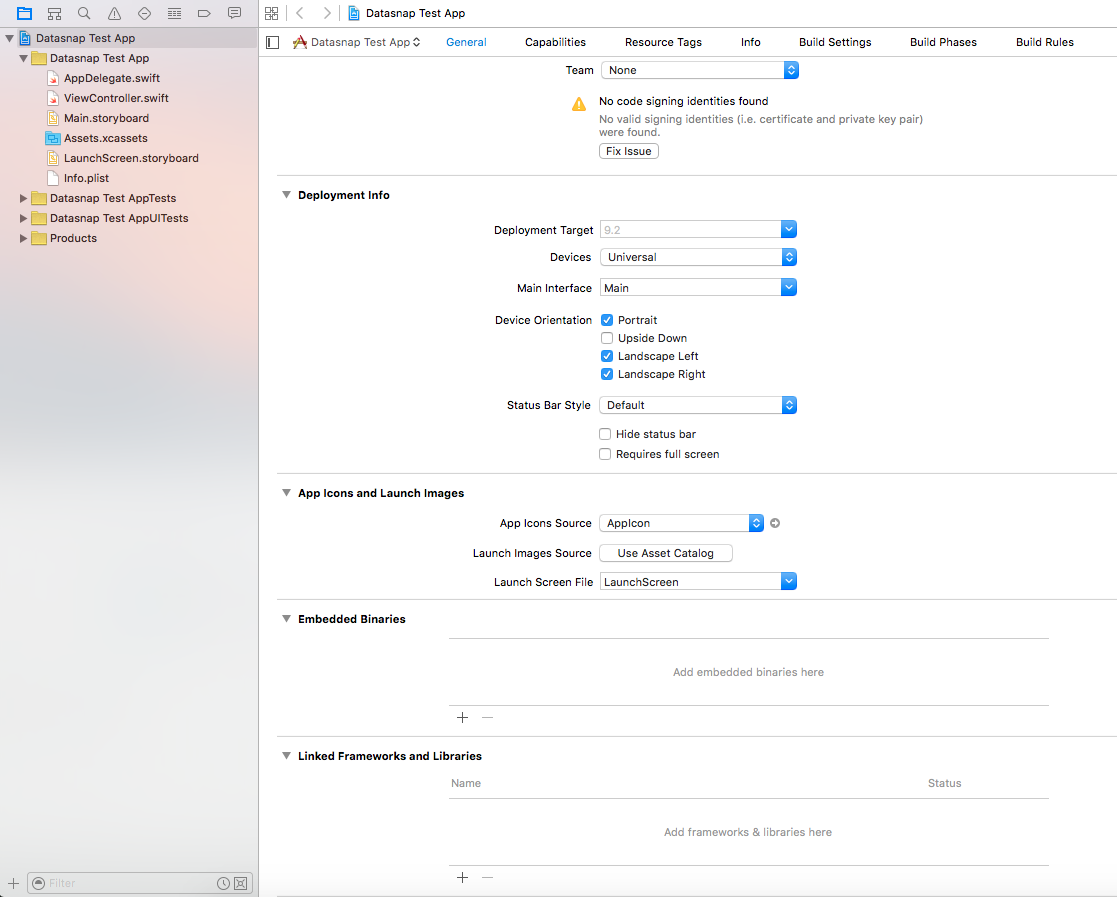 Datasnap Test App
Datasnap Test App
Datasnap Test App
AppDelegate.swift
ViewController.swift
Main.storyboard
Assets.xcassets
LaunchScreen.storyboard
Info.plist
Datasnap Test AppTests
Datasnap Test AppUITests
Products
Filter
Datasnap Test App
General
Capabilities
Resource Tags
Info
Build Settings
Build Phases
Build Rules
Team None
No code signing identities found
No valid signing identities (i.e. certificate and private key pair)
were found.
Fix Issue
Deployment Info
Deployment Target 9.2
Devices Universal
Main Interface Main
Device Orientation Portrait
Upside Down
Landscape Left
Landscape Right
Status Bar Style Default
Hide status bar
Requires full screen
App Icons and Launch Images
App Icons Source AppIcon
Launch Images Source Use Asset Catalog
Launch Screen File LaunchScreen
Embedded Binaries
Add embedded binaries here
Linked Frameworks and Libraries
Name Status
Add frameworks & libraries here